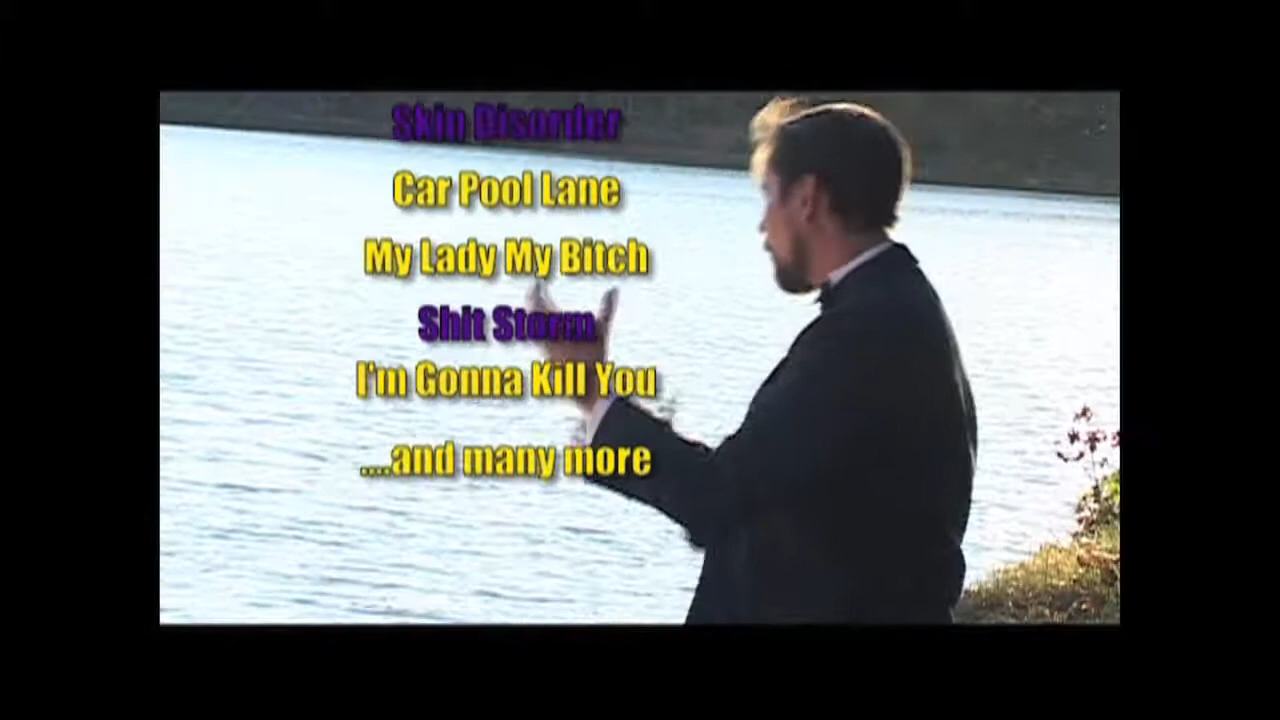 Skin Disorder
Car Pool Lane
My Lady My Bitch
Shit Storm
I'm Gonna Kill You
....and many more